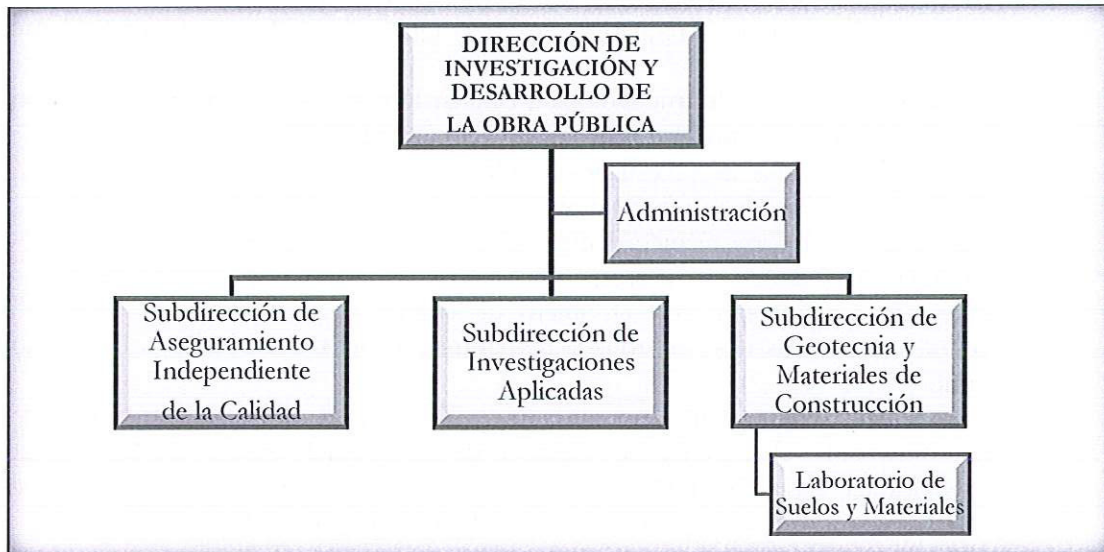 DIRECCIÓN DE
INVESTIGACIÓN Y
DESARROLLO DE
LA OBRA PÚBLICA
Administración
Subdirección de
Aseguramiento
Independiente
de la Calidad
Subdirección de
Investigaciones
Aplicadas
Subdirección de
Geotecnia y
Materiales de
Construcción
Laboratorio de
Suelos y Materiales